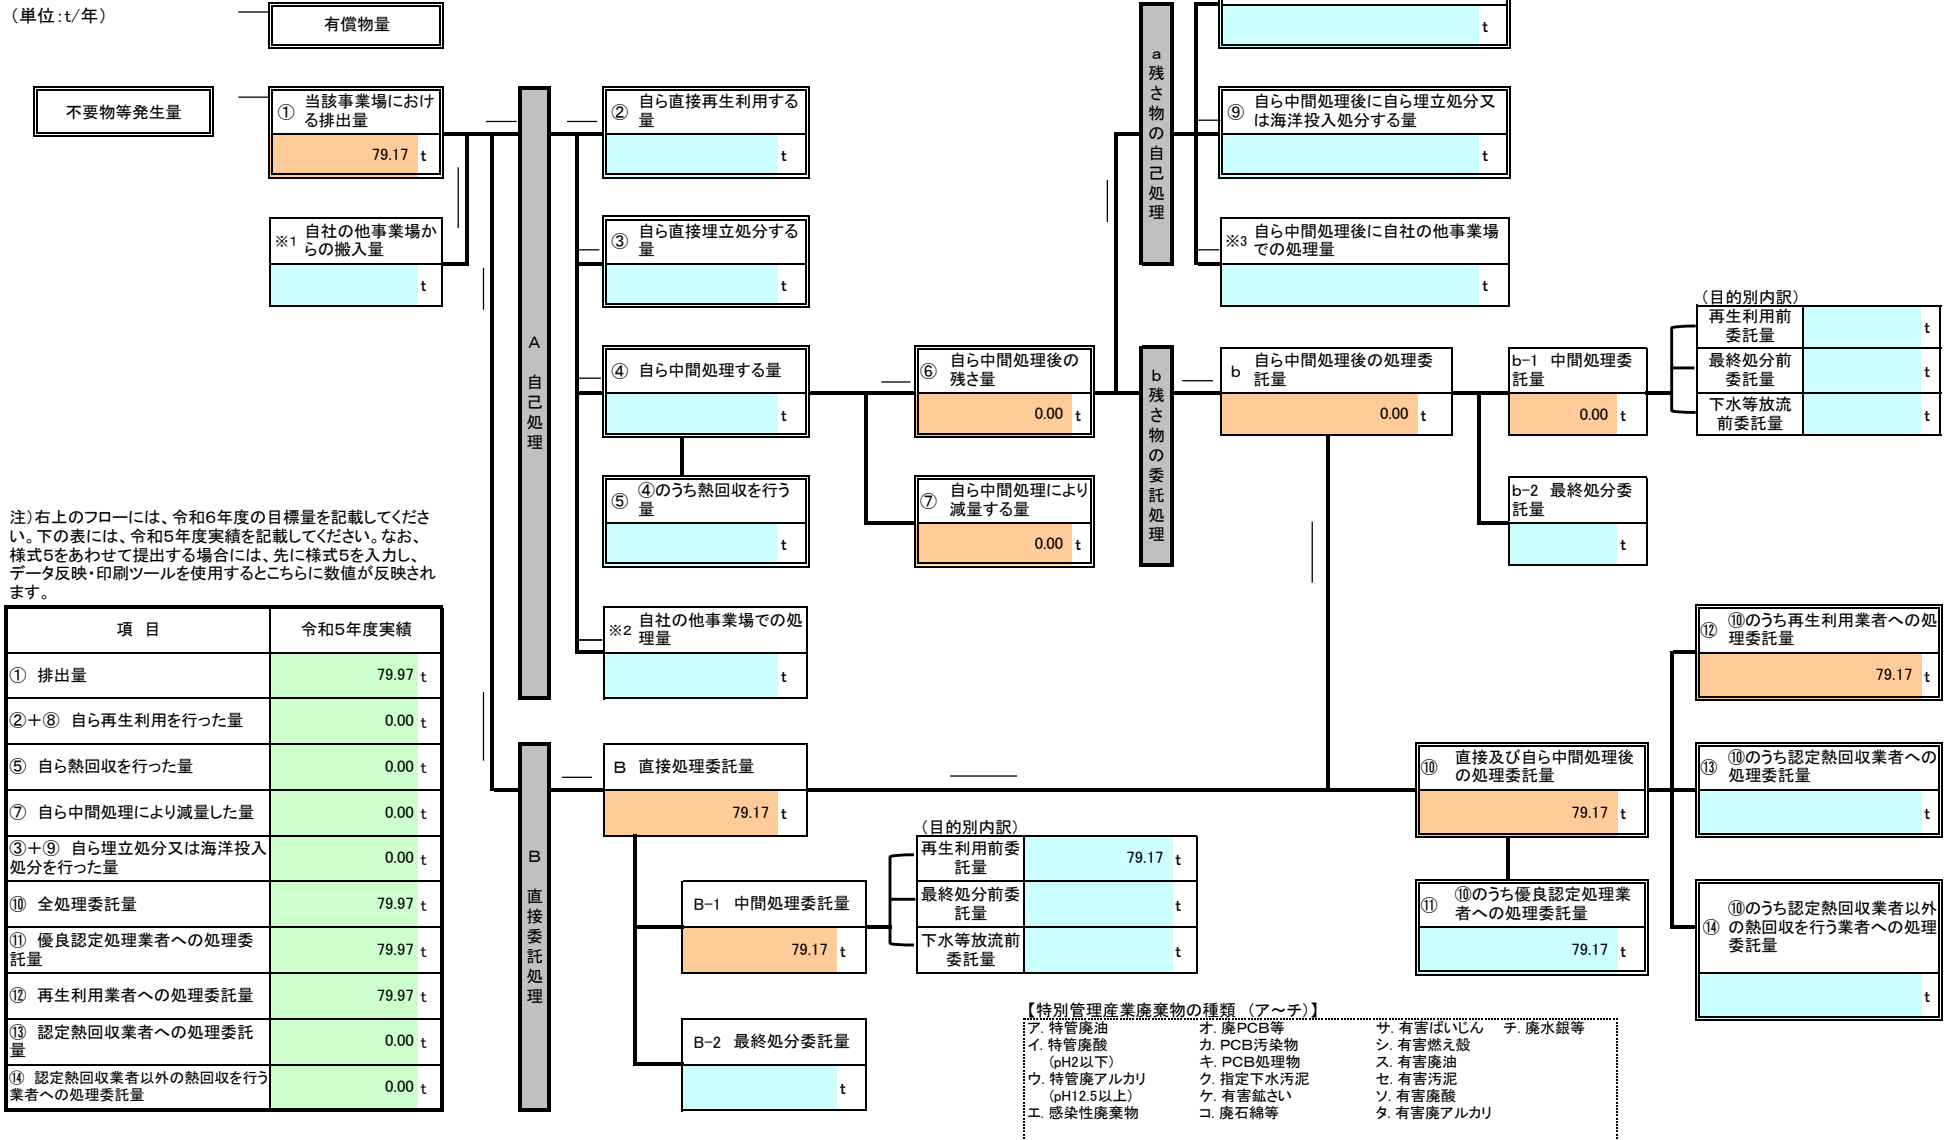 （単位：t/年）
有償物量
t
不要物等発生量
① 当該事業場におけ
る排出量
79.17 t
※1 自社の他事業場か
らの搬入量
t
A
自己処理
② 自ら直接再生利用する
量
t
③ 自ら直接埋立処分する
量
t
④ 自ら中間処理する量
t
⑤ ④のうち熱回収を行う
量
t
※2 自社の他事業場での処
理量
t
⑥ 自ら中間処理後の
残さ量
0.00 t
⑦ 自ら中間処理により
減量する量
0.00 t
a
残さ物の自己処理
⑨ 自ら中間処理後に自ら埋立処分又
は海洋投入処分する量
t
※3 自ら中間処理後に自社の他事業場
での処理量
t
b
残さ物の委託処理
b 自ら中間処理後の処理委
託量
0.00 t
b-1 中間処理委
託量
0.00 t
（目的別内訳）
再生利用前
委託量
t
最終処分前
委託量
t
下水等放流
前委託量
t
b-2 最終処分委
託量
t
注）右上のフローには、令和６年度の目標量を記載してくださ
い。下の表には、令和５年度実績を記載してください。なお、
様式５をあわせて提出する場合には、先に様式５を入力し、
データ反映・印刷ツールを使用するとこちらに数値が反映され
ます。
項 目 令和５年度実績
① 排出量 79.97 t
②＋⑧ 自ら再生利用を行った量 0.00 t
⑤ 自ら熱回収を行った量 0.00 t
⑦ 自ら中間処理により減量した量 0.00 t
③＋⑨ 自ら埋立処分又は海洋投入
処分を行った量 0.00 t
⑩ 全処理委託量 79.97 t
⑪ 優良認定処理業者への処理委
託量 79.97 t
⑫ 再生利用業者への処理委託量 79.97 t
⑬ 認定熱回収業者への処理委託
量 0.00 t
⑭ 認定熱回収業者以外の熱回収を行う
業者への処理委託量 0.00 t
B
直接委託処理
B 直接処理委託量
79.17 t
B-1 中間処理委託量
79.17 t
（目的別内訳）
再生利用前委
託量
79.17 t
最終処分前委
託量
t
下水等放流前
委託量
t
B-2 最終処分委託量
t
⑩ 直接及び自ら中間処理後
の処理委託量
79.17 t
⑪ ⑩のうち優良認定処理業
者への処理委託量
79.17 t
⑫ ⑩のうち再生利用業者への処
理委託量
79.17 t
⑬ ⑩のうち認定熱回収業者への
処理委託量
t
⑭ ⑩のうち認定熱回収業者以外
の熱回収を行う業者への処理
委託量
t
【特別管理産業廃棄物の種類 （ア～チ）】
ア. 特管廃油 オ. 廃PCB等 サ. 有害ばいじん チ. 廃水銀等
イ. 特管廃酸 カ. PCB汚染物 シ. 有害燃え殻
（pH2以下） キ. PCB処理物 ス. 有害廃油
ウ. 特管廃アルカリ ク. 指定下水汚泥 セ. 有害汚泥
（pH12.5以上） ケ. 有害鉱さい ソ. 有害廃酸
エ. 感染性廃棄物 コ. 廃石綿等 タ. 有害廃アルカリ